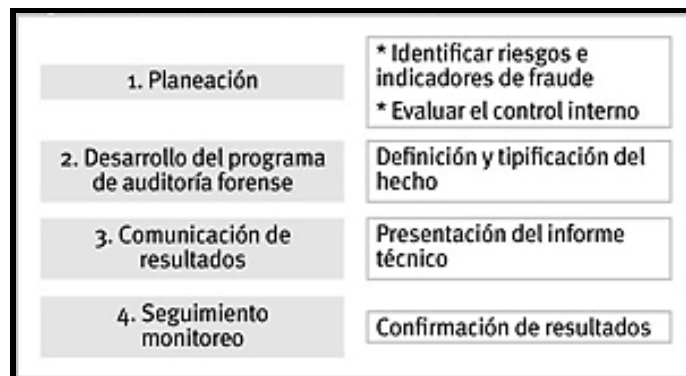 1. Planeación
* Identificar riesgos e
indicadores de fraude
* Evaluar el control interno
2. Desarrollo del programa
de auditoría forense
Definición y tipificación del
hecho
3. Comunicación de
resultados
Presentación del informe
técnico
4. Seguimiento
monitoreo
Confirmación de resultados